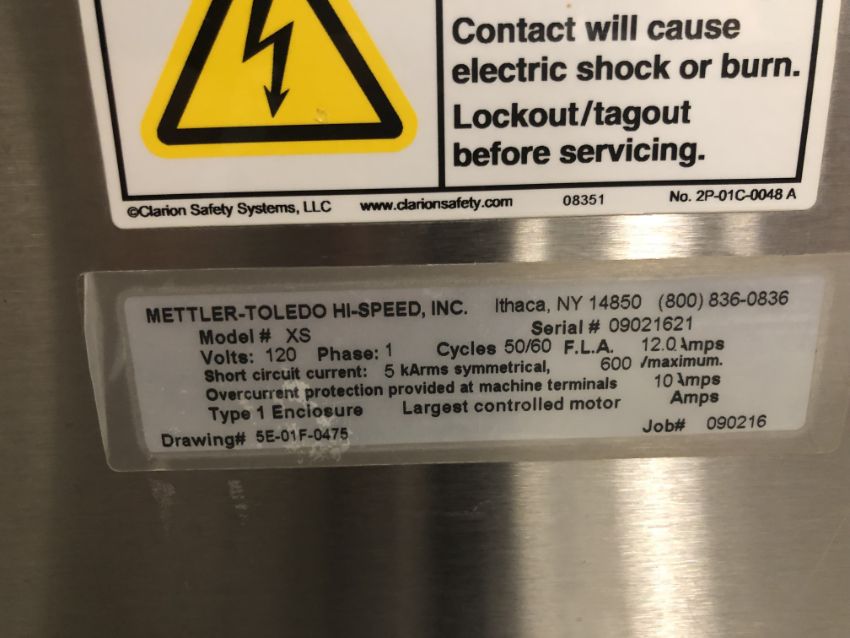 Contact will cause
electric shock or burn.
Lockout/tagout
before servicing.
©Clarion Safety Systems, LLC www.clarionsafety.com 08351 No. 2P-01C-0048 A
METTLER-TOLEDO HI-SPEED, INC. Ithaca, NY 14850 (800) 836-0836
Model # XS Serial # 09021621
Volts: 120 Phase: 1 Cycles 50/60 F.L.A. 12.0 Amps
Short circuit current: 5 kArms symmetrical, 600 /maximum.
Overcurrent protection provided at machine terminals 10 Amps
Type 1 Enclosure Largest controlled motor Amps
Drawing# 5E-01F-0475 Job# 090216